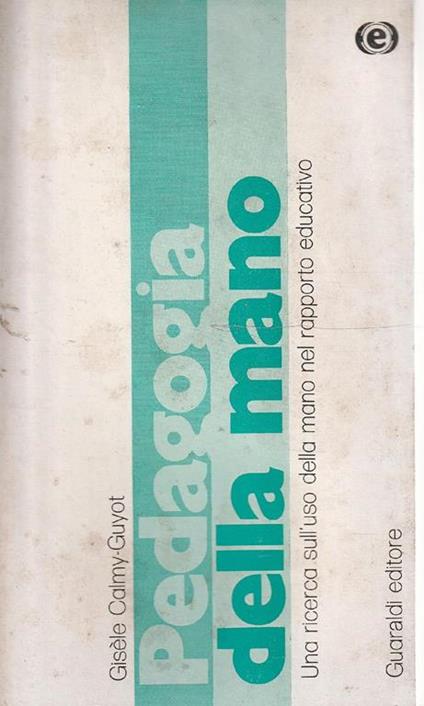 Gisèle Calmy-Guyot
Pedagogia
della mano
Una ricerca sull'uso della mano nel rapporto educativo
Guaraldi editore
e